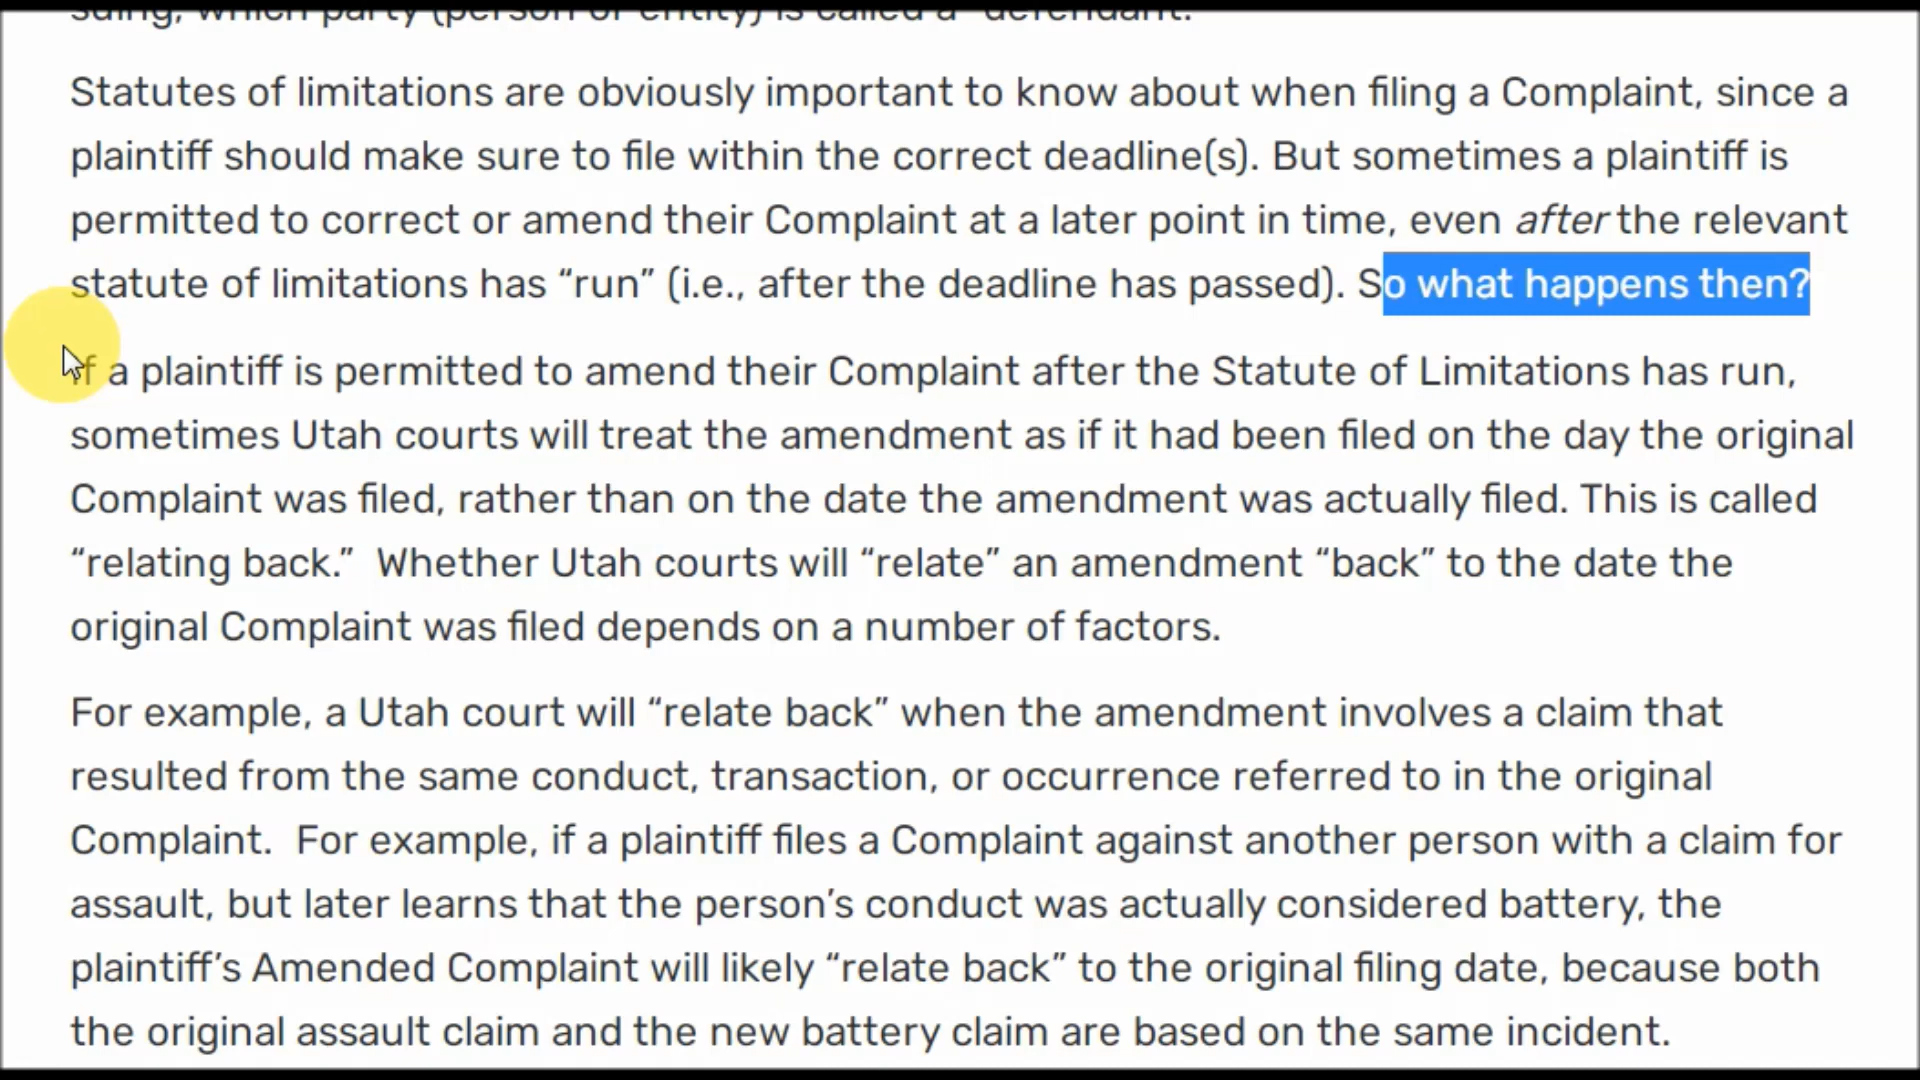 suing, which party (person or entity) is called a “defendant.”
Statutes of limitations are obviously important to know about when filing a Complaint, since a
plaintiff should make sure to file within the correct deadline(s). But sometimes a plaintiff is
permitted to correct or amend their Complaint at a later point in time, even after the relevant
statute of limitations has “run” (i.e., after the deadline has passed). So what happens then?
If a plaintiff is permitted to amend their Complaint after the Statute of Limitations has run,
sometimes Utah courts will treat the amendment as if it had been filed on the day the original
Complaint was filed, rather than on the date the amendment was actually filed. This is called
“relating back.” Whether Utah courts will “relate” an amendment “back” to the date the
original Complaint was filed depends on a number of factors.
For example, a Utah court will “relate back” when the amendment involves a claim that
resulted from the same conduct, transaction, or occurrence referred to in the original
Complaint. For example, if a plaintiff files a Complaint against another person with a claim for
assault, but later learns that the person’s conduct was actually considered battery, the
plaintiff’s Amended Complaint will likely “relate back” to the original filing date, because both
the original assault claim and the new battery claim are based on the same incident.